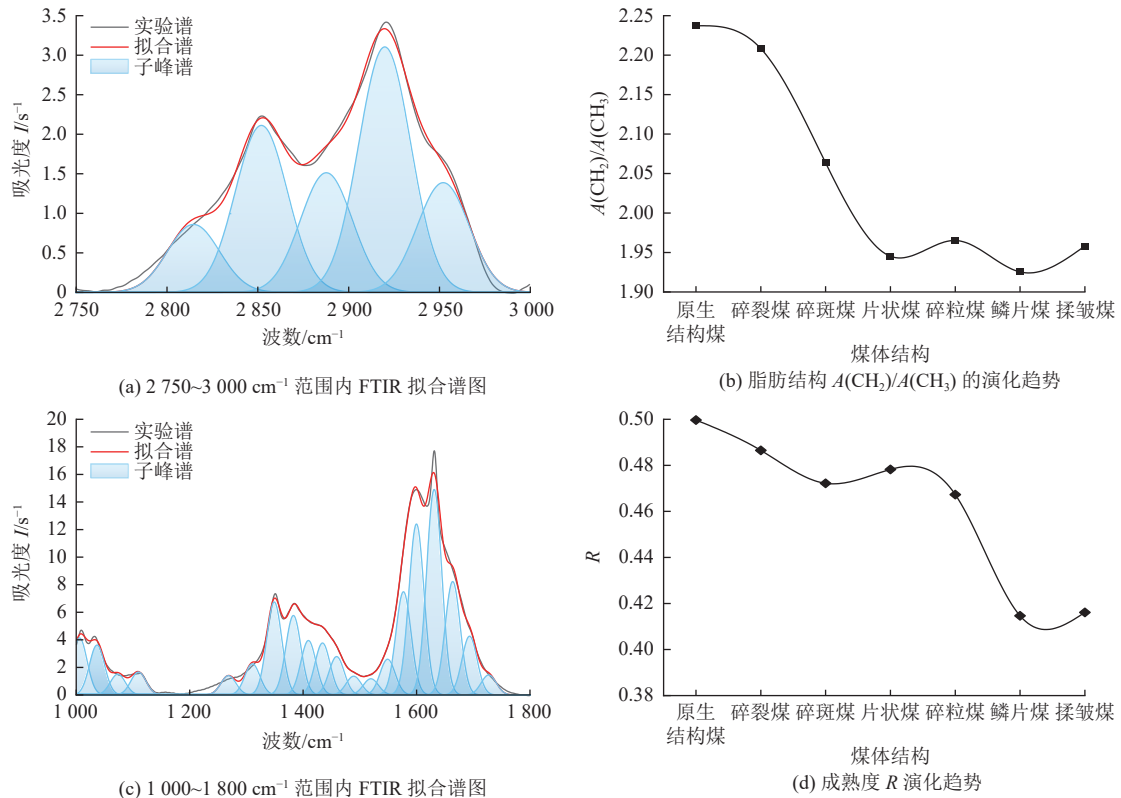 实验谱
拟合谱
子峰谱
3.5
3.0
2.5
2.0
1.5
1.0
0.5
0
吸光度 I/s⁻¹
2 750
2 800
2 850
2 900
2 950
3 000
波数/cm⁻¹
(a) 2 750~3 000 cm⁻¹ 范围内 FTIR 拟合谱图
2.25
2.20
2.15
2.10
2.05
2.00
1.95
1.90
A(CH₂)/A(CH₃)
原生结构煤
碎裂煤
碎斑煤
片状煤
碎粒煤
鳞片煤
揉皱煤
煤体结构
(b) 脂肪结构 A(CH₂)/A(CH₃) 的演化趋势
实验谱
拟合谱
子峰谱
20
18
16
14
12
10
8
6
4
2
0
吸光度 I/s⁻¹
1 000
1 200
1 400
1 600
1 800
波数/cm⁻¹
(c) 1 000~1 800 cm⁻¹ 范围内 FTIR 拟合谱图
0.50
0.48
0.46
0.44
0.42
0.40
0.38
R
原生结构煤
碎裂煤
碎斑煤
片状煤
碎粒煤
鳞片煤
揉皱煤
煤体结构
(d) 成熟度 R 演化趋势